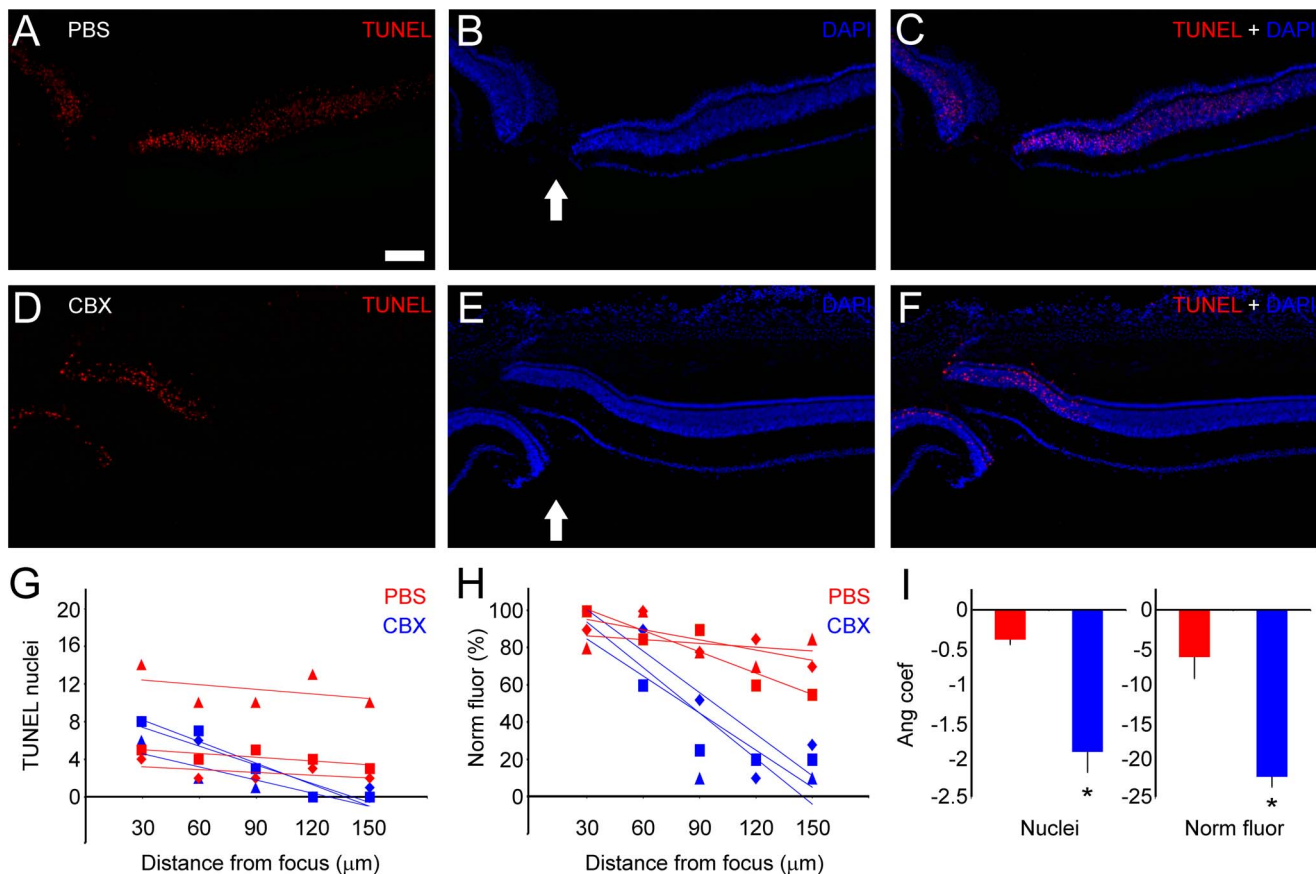 A PBS TUNEL
B DAPI
C TUNEL + DAPI
D CBX TUNEL
E DAPI
F TUNEL + DAPI
G
PBS
CBX
TUNEL nuclei
20
16
12
8
4
0
30 60 90 120 150
Distance from focus (μm)
H
PBS
CBX
Norm fluor (%)
100
80
60
40
20
0
30 60 90 120 150
Distance from focus (μm)
I
Ang coef
0
-0.5
-1
-1.5
-2
-2.5
*
Nuclei
0
-5
-10
-15
-20
-25
*
Norm fluor